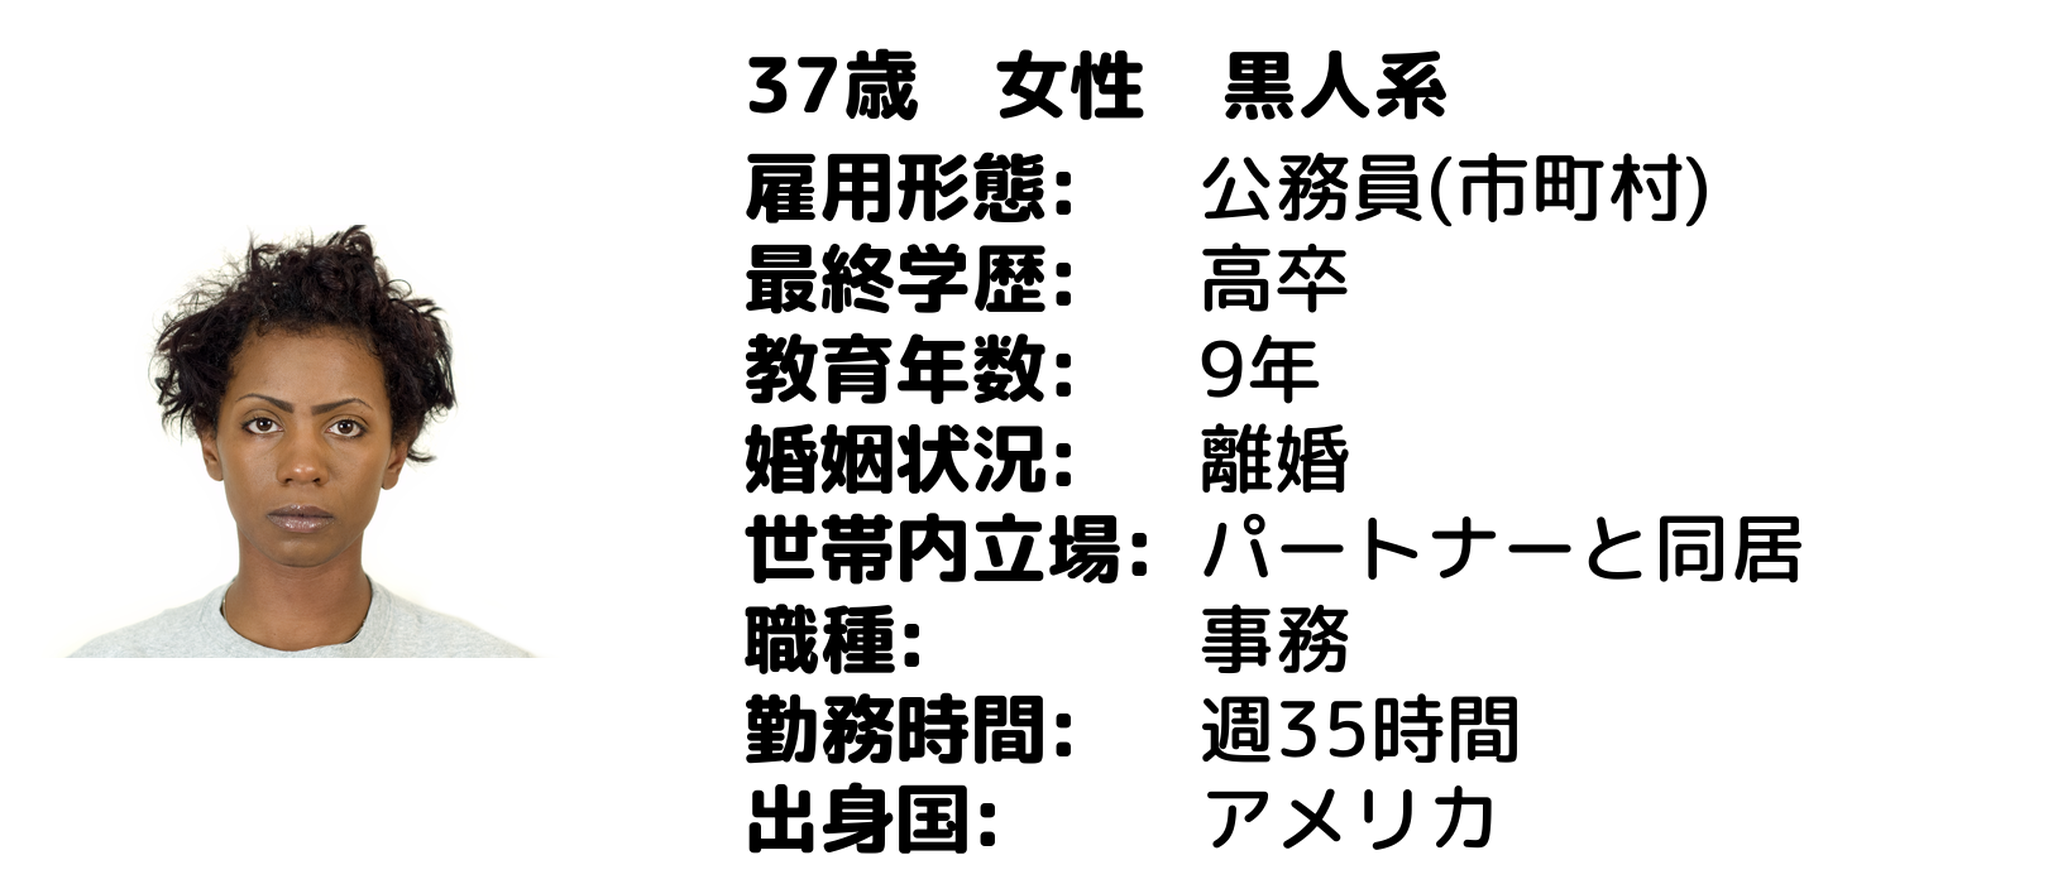 37歳　女性　黒人系
雇用形態:　公務員(市町村)
最終学歴:　高卒
教育年数:　9年
婚姻状況:　離婚
世帯内立場:　パートナーと同居
職種:　事務
勤務時間:　週35時間
出身国:　アメリカ